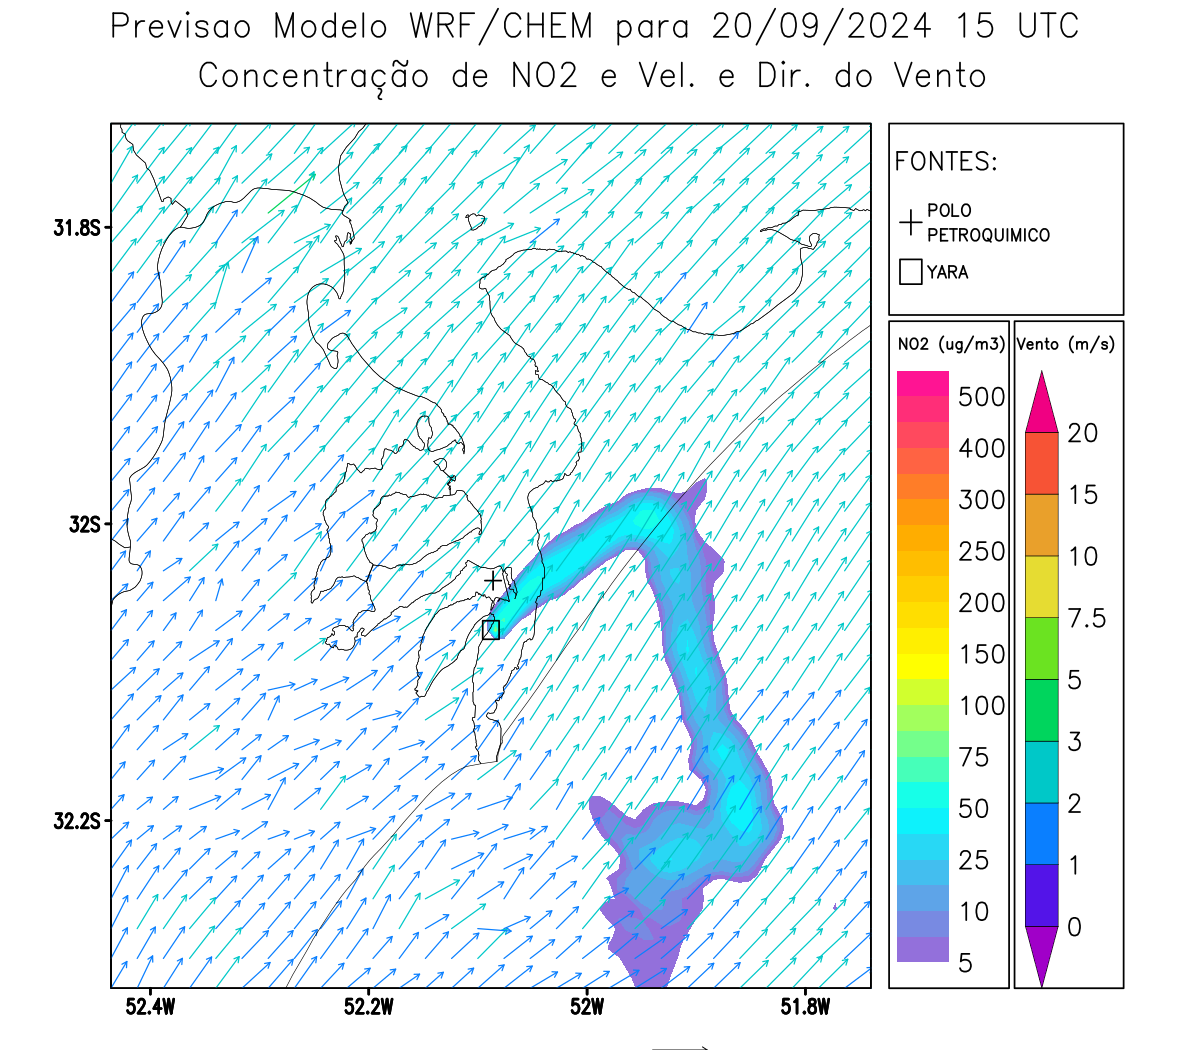 Previsao Modelo WRF/CHEM para 20/09/2024 15 UTC
Concentração de NO2 e Vel. e Dir. do Vento
FONTES:
POLO
PETROQUIMICO
YARA
NO2 (ug/m3)
500
400
300
250
200
150
100
75
50
25
10
5
Vento (m/s)
20
15
10
7.5
5
3
2
1
0
31.8S
32S
32.2S
52.4W
52.2W
52W
51.8W